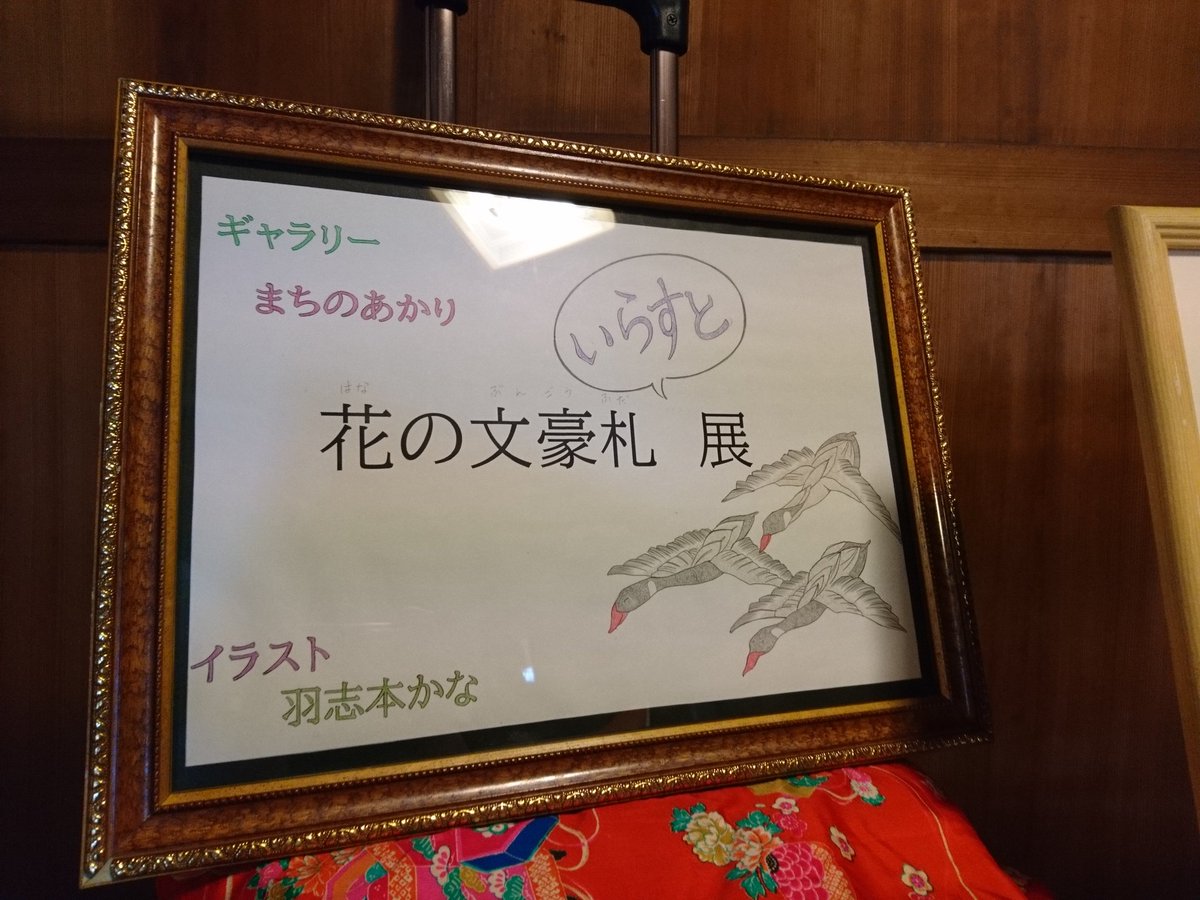 ギャラリー
まちのあかり
いらすと
はな ぶんごう ふだ
花の文豪札 展
イラスト
羽志本かな